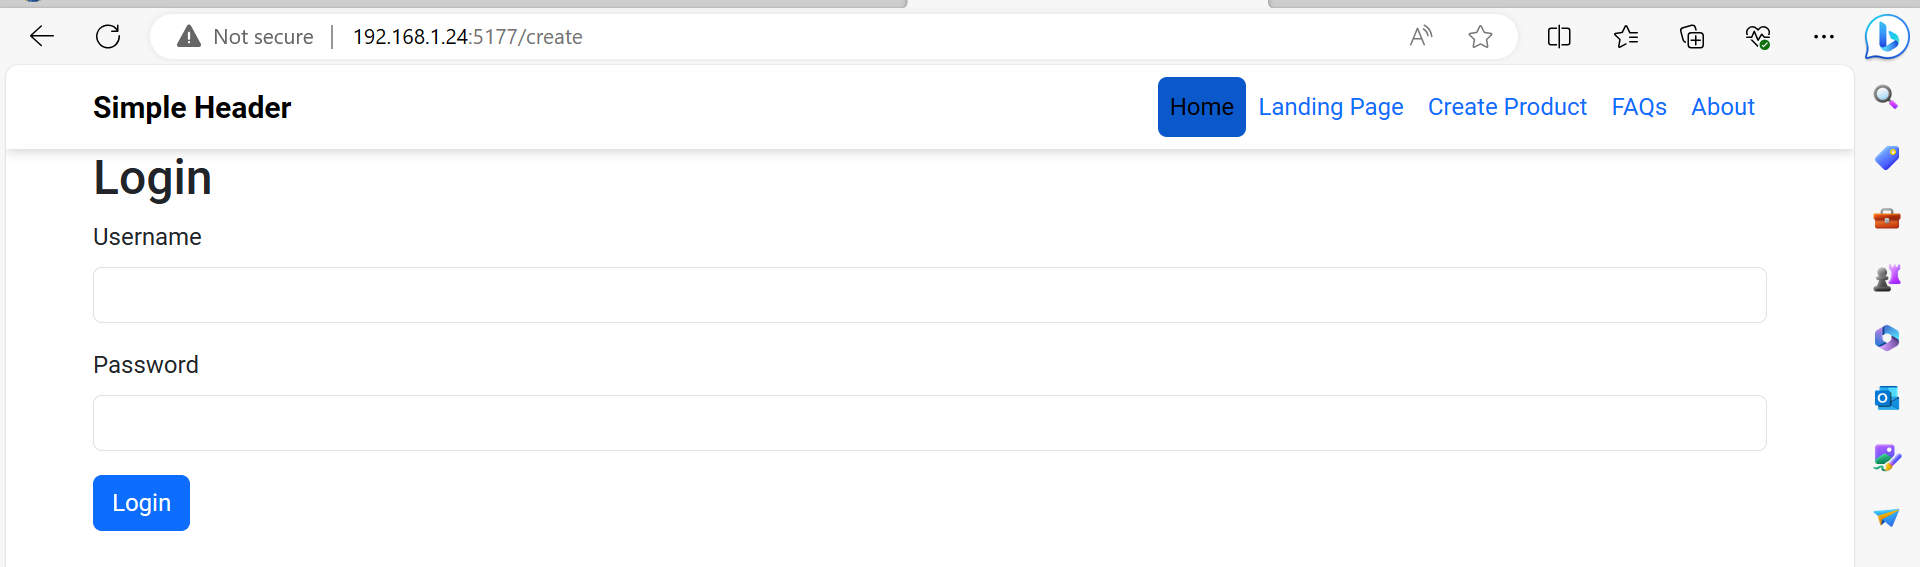 Not secure | 192.168.1.24:5177/create
Simple Header Home Landing Page Create Product FAQs About
Login
Username
Password
Login